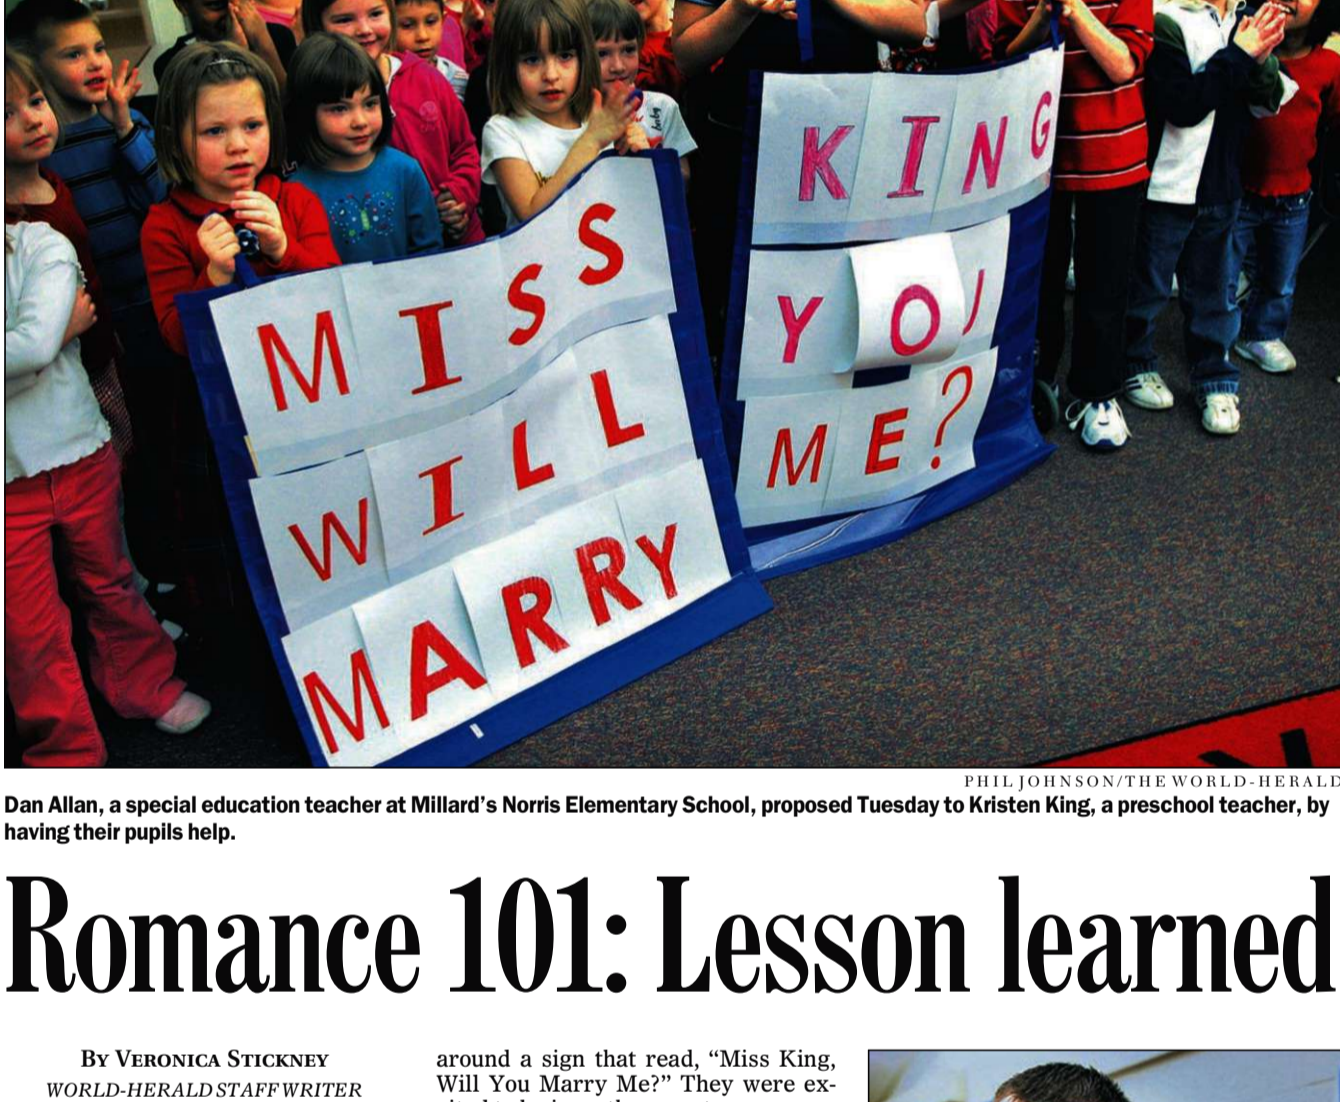 MISS
WILL
MARRY
KING
YOU
ME?
PHIL JOHNSON/THE WORLD-HERALD
Dan Allan, a special education teacher at Millard's Norris Elementary School, proposed Tuesday to Kristen King, a preschool teacher, by
having their pupils help.
Romance 101: Lesson learned
BY VERONICA STICKNEY
WORLD-HERALD STAFF WRITER
around a sign that read, “Miss King,
Will You Marry Me?” They were ex-